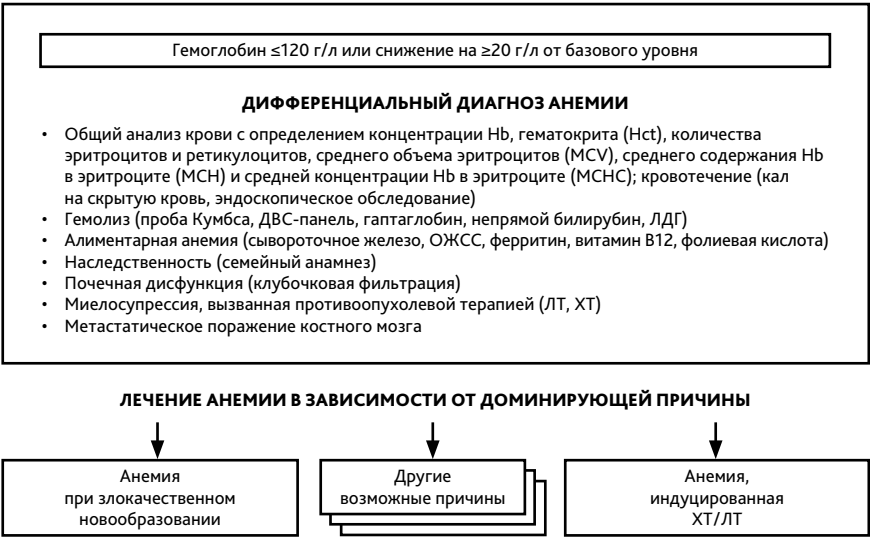 Гемоглобин ≤120 г/л или снижение на ≥20 г/л от базового уровня
ДИФФЕРЕНЦИАЛЬНЫЙ ДИАГНОЗ АНЕМИИ
• Общий анализ крови с определением концентрации Hb, гематокрита (Hct), количества
эритроцитов и ретикулоцитов, среднего объема эритроцитов (MCV), среднего содержания Hb
в эритроците (MCH) и средней концентрации Hb в эритроците (MCHC); кровотечение (кал
на скрытую кровь, эндоскопическое обследование)
• Гемолиз (проба Кумбса, ДВС-панель, гаптаглобин, непрямой билирубин, ЛДГ)
• Алиментарная анемия (сывороточное железо, ОЖСС, ферритин, витамин B12, фолиевая кислота)
• Наследственность (семейный анамнез)
• Почечная дисфункция (клубочковая фильтрация)
• Миелосупрессия, вызванная противоопухолевой терапией (ЛТ, ХТ)
• Метастатическое поражение костного мозга
ЛЕЧЕНИЕ АНЕМИИ В ЗАВИСИМОСТИ ОТ ДОМИНИРУЮЩЕЙ ПРИЧИНЫ
Анемия
при злокачественном
новообразовании
Другие
возможные причины
Анемия,
индуцированная
ХТ/ЛТ